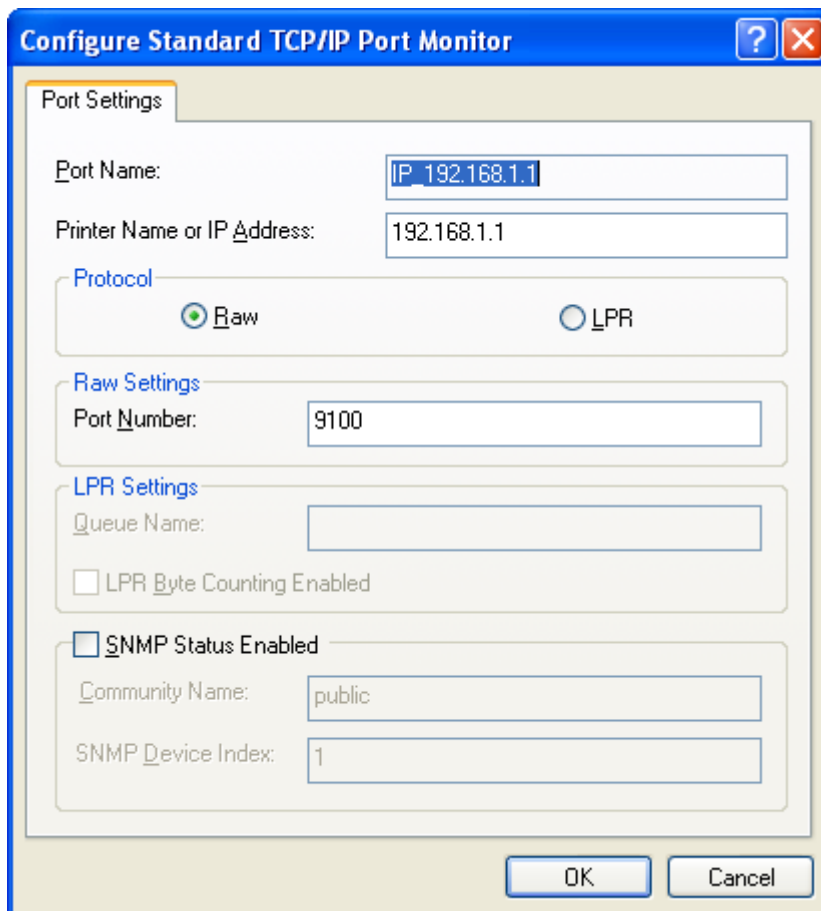 Configure Standard TCP/IP Port Monitor
Port Settings
Port Name: IP_192.168.1.1
Printer Name or IP Address: 192.168.1.1
Protocol
Raw LPR
Raw Settings
Port Number: 9100
LPR Settings
Queue Name:
LPR Byte Counting Enabled
SNMP Status Enabled
Community Name: public
SNMP Device Index: 1
OK Cancel